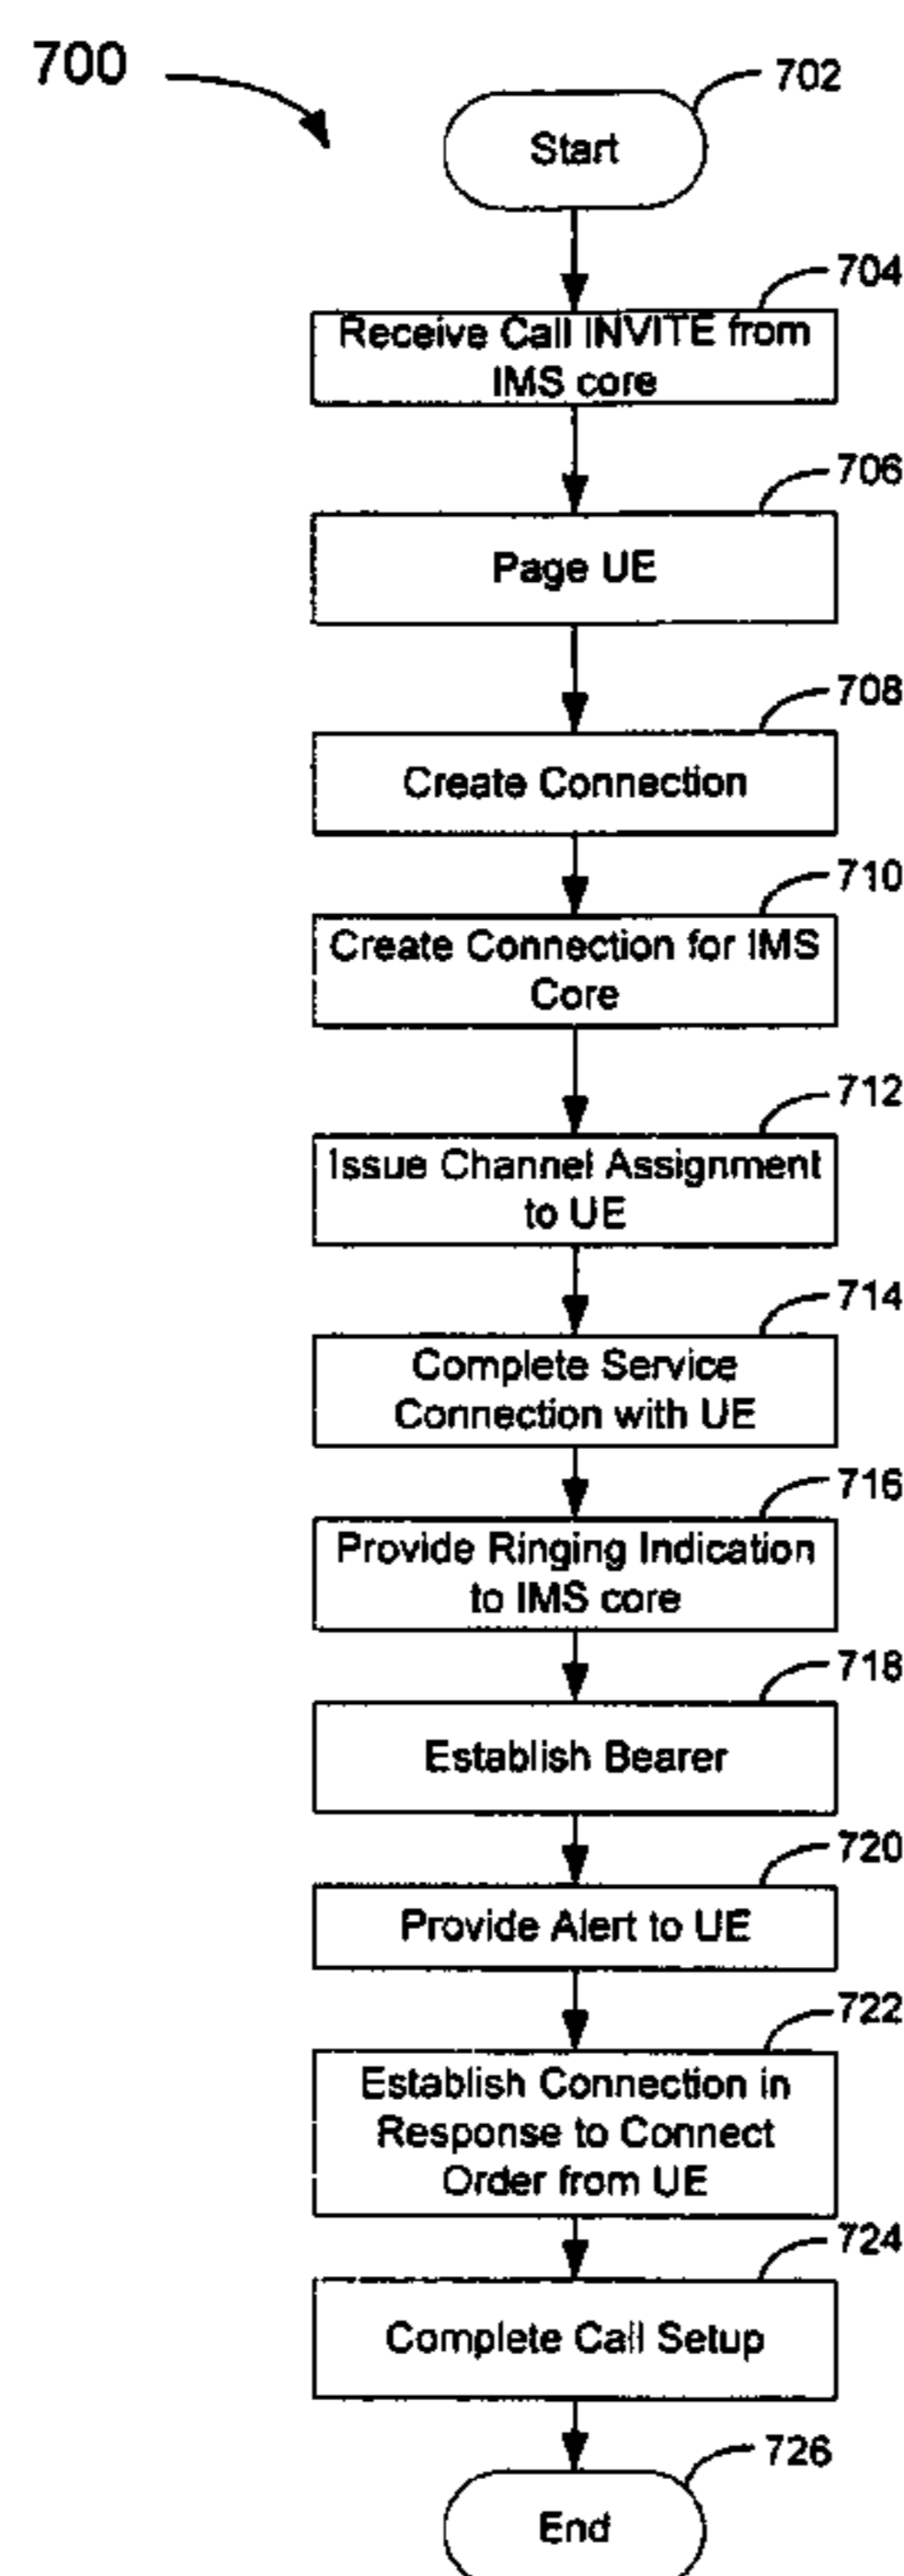 700
702
Start
704
Receive Call INVITE from
IMS core
706
Page UE
708
Create Connection
710
Create Connection for IMS
Core
712
Issue Channel Assignment
to UE
714
Complete Service
Connection with UE
716
Provide Ringing Indication
to IMS core
718
Establish Bearer
720
Provide Alert to UE
722
Establish Connection in
Response to Connect
Order from UE
724
Complete Call Setup
726
End